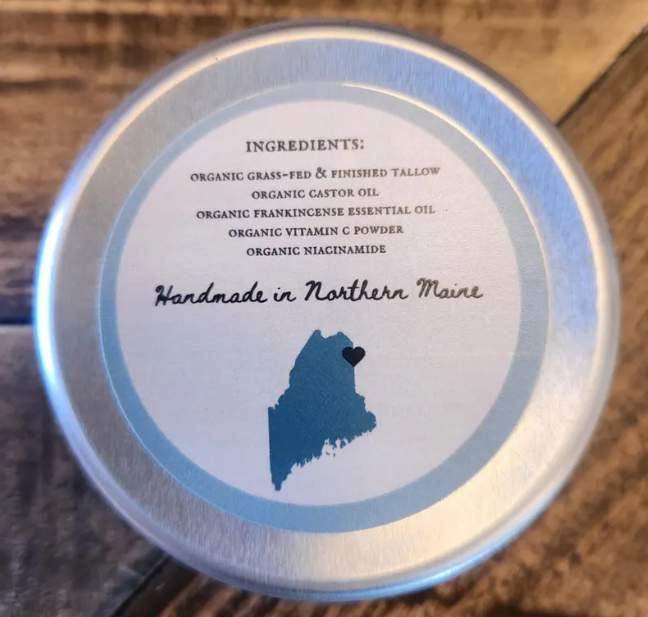 INGREDIENTS:
ORGANIC GRASS-FED & FINISHED TALLOW
ORGANIC CASTOR OIL
ORGANIC FRANKINCENSE ESSENTIAL OIL
ORGANIC VITAMIN C POWDER
ORGANIC NIACINAMIDE
Handmade in Northern Maine